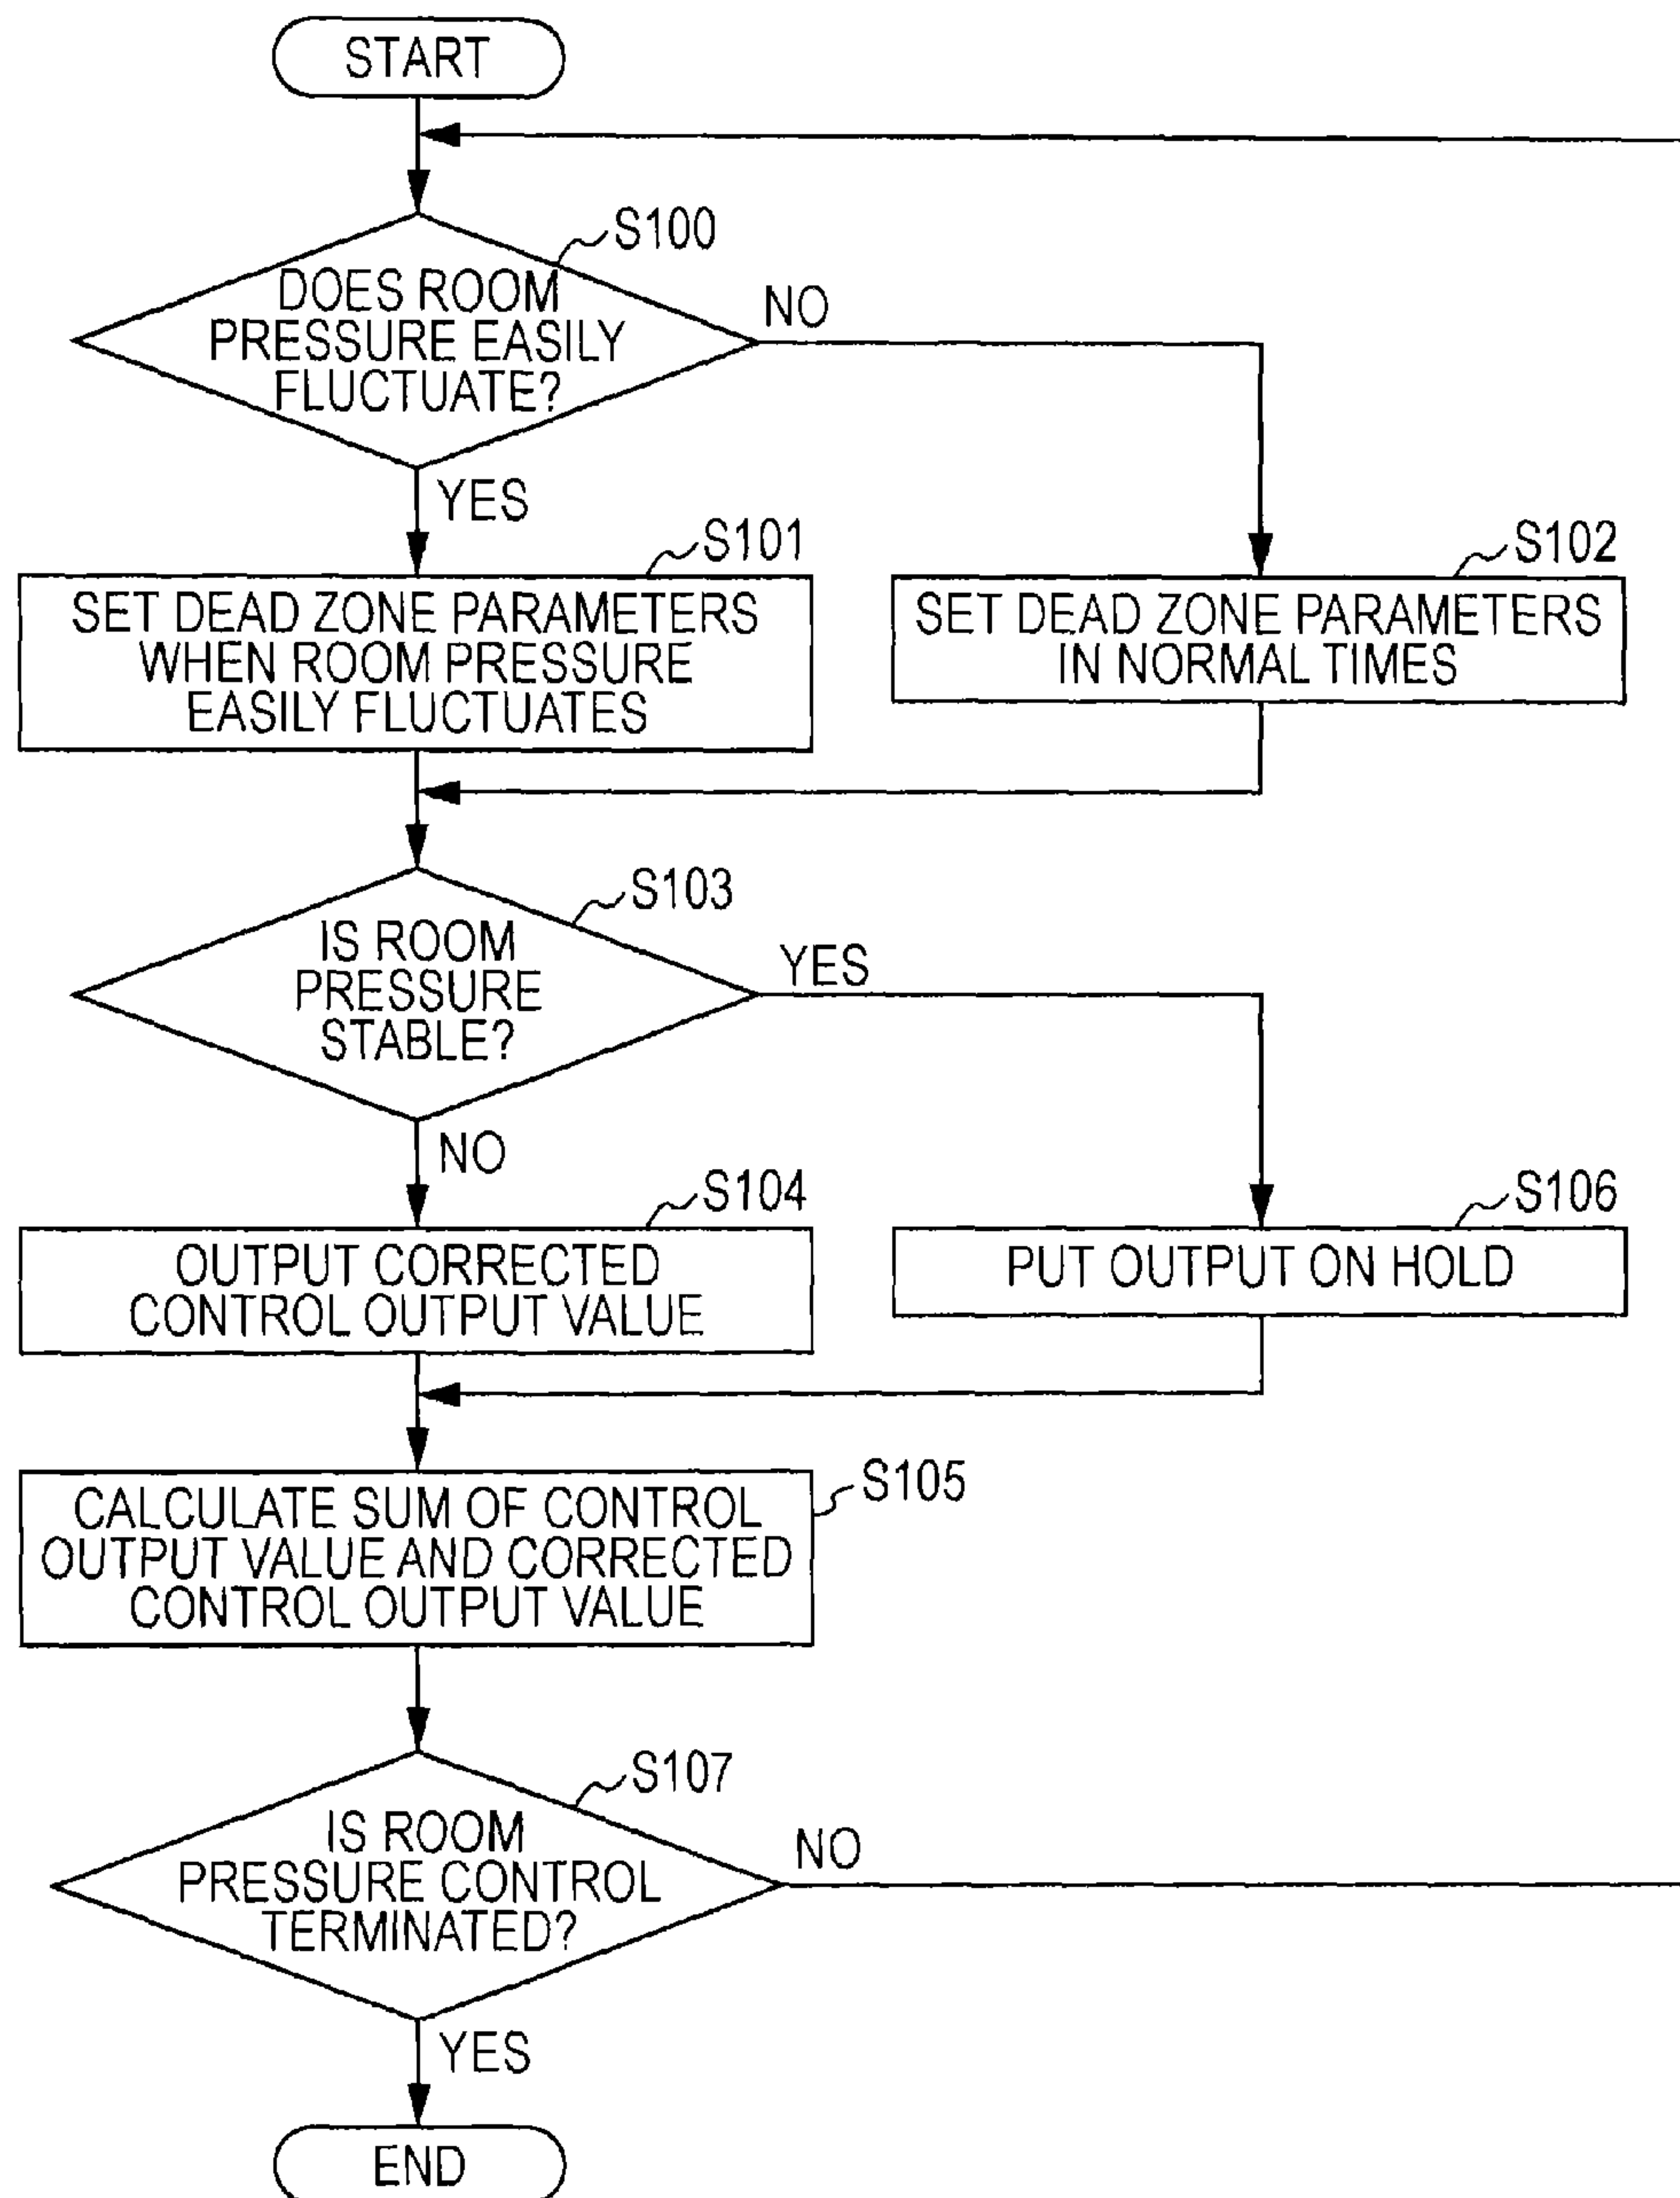 START
S100
DOES ROOM
PRESSURE EASILY
FLUCTUATE?
NO
YES
S101
SET DEAD ZONE PARAMETERS
WHEN ROOM PRESSURE
EASILY FLUCTUATES
S102
SET DEAD ZONE PARAMETERS
IN NORMAL TIMES
S103
IS ROOM
PRESSURE
STABLE?
YES
NO
S104
OUTPUT CORRECTED
CONTROL OUTPUT VALUE
S106
PUT OUTPUT ON HOLD
S105
CALCULATE SUM OF CONTROL
OUTPUT VALUE AND CORRECTED
CONTROL OUTPUT VALUE
S107
IS ROOM
PRESSURE CONTROL
TERMINATED?
NO
YES
END